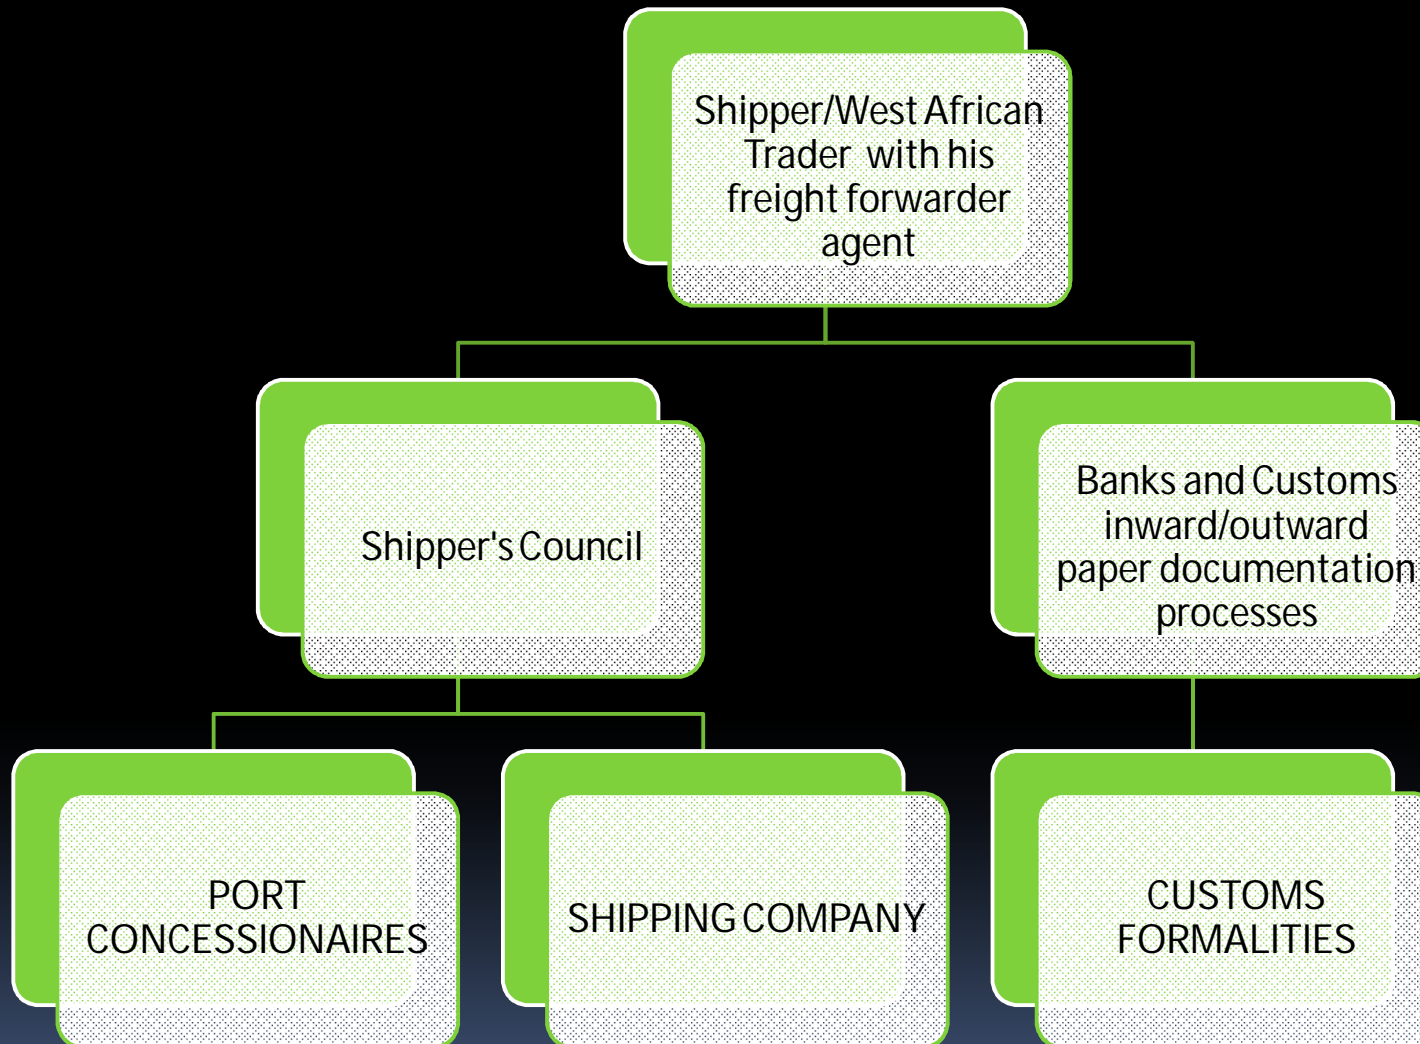 Shipper/West African
Trader with his
freight forwarder
agent
Shipper's Council
Banks and Customs
inward/outward
paper documentation
processes
PORT
CONCESSIONAIRES
SHIPPING COMPANY
CUSTOMS
FORMALITIES